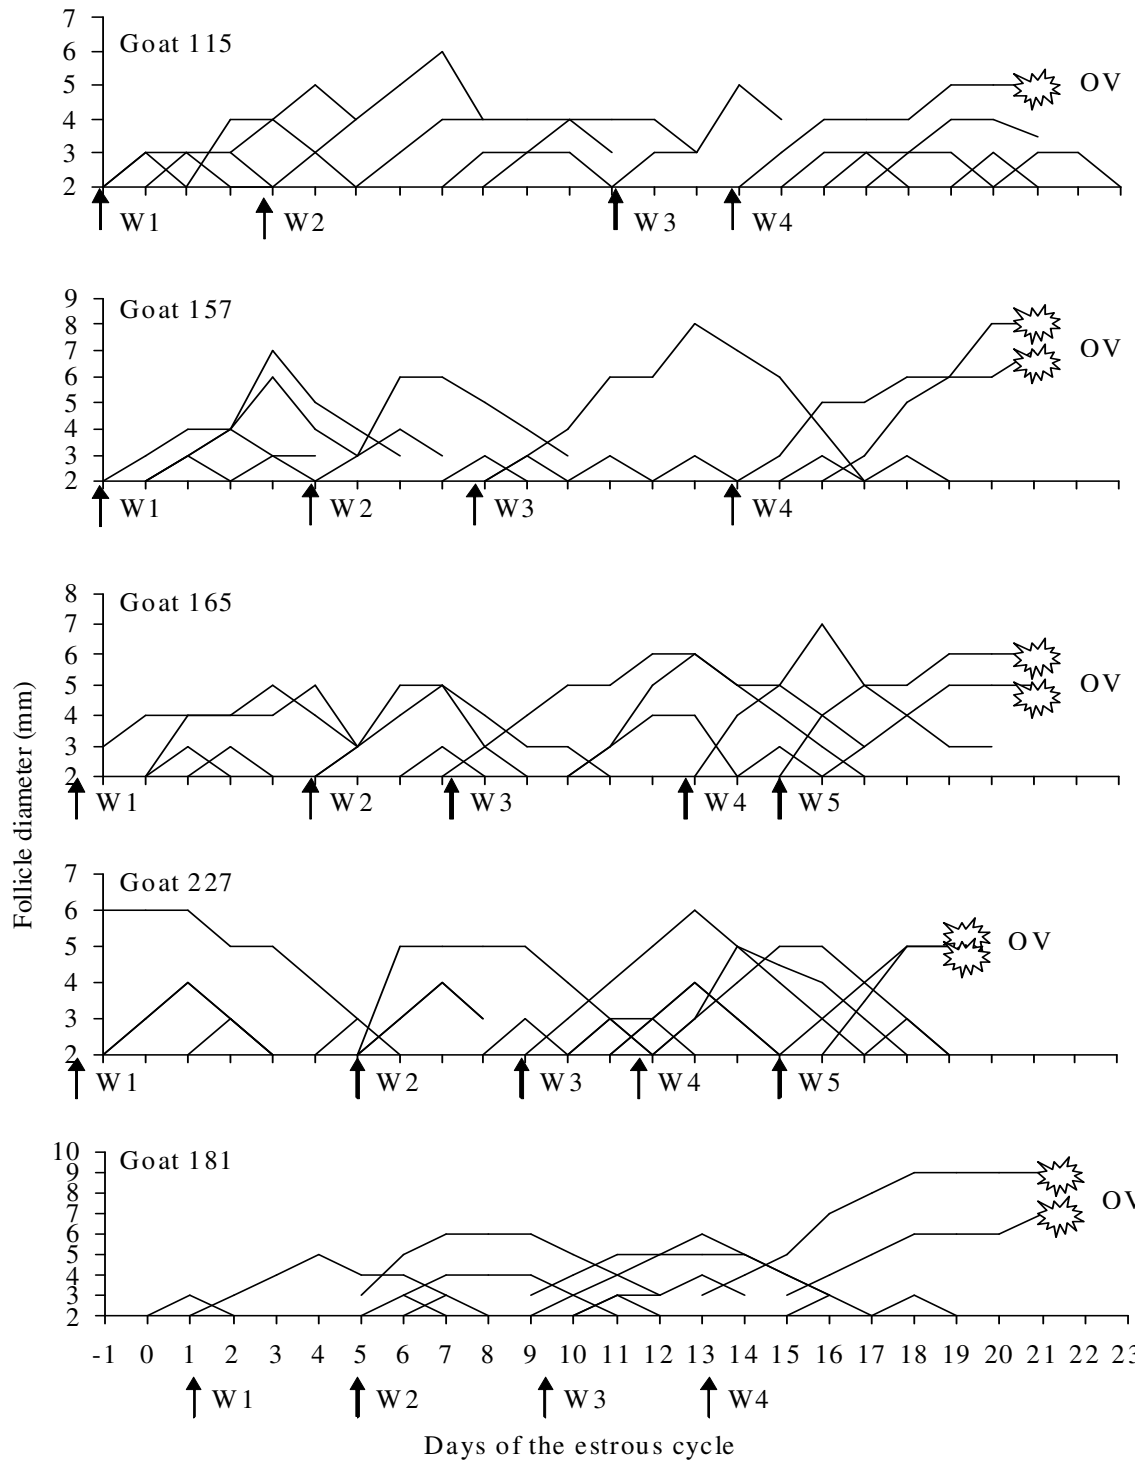 7
Goat 115
6
5
OV
4
3
2
W1 W2 W3 W4
9
Goat 157
8
7
OV
6
5
4
3
2
W1 W2 W3 W4
8
Goat 165
7
6
OV
5
4
3
2
W1 W2 W3 W4 W5
Follicle diameter (mm)
7
Goat 227
6
OV
5
4
3
2
W1 W2 W3 W4 W5
10
Goat 181
9
8
OV
7
6
5
4
3
2
-1 0 1 2 3 4 5 6 7 8 9 10 11 12 13 14 15 16 17 18 19 20 21 22 23
W1 W2 W3 W4
Days of the estrous cycle